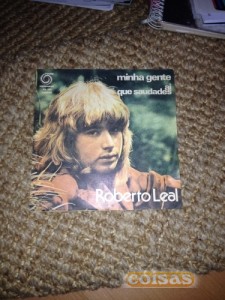 minha gente
que saudade!!
Roberto Leal
coisas